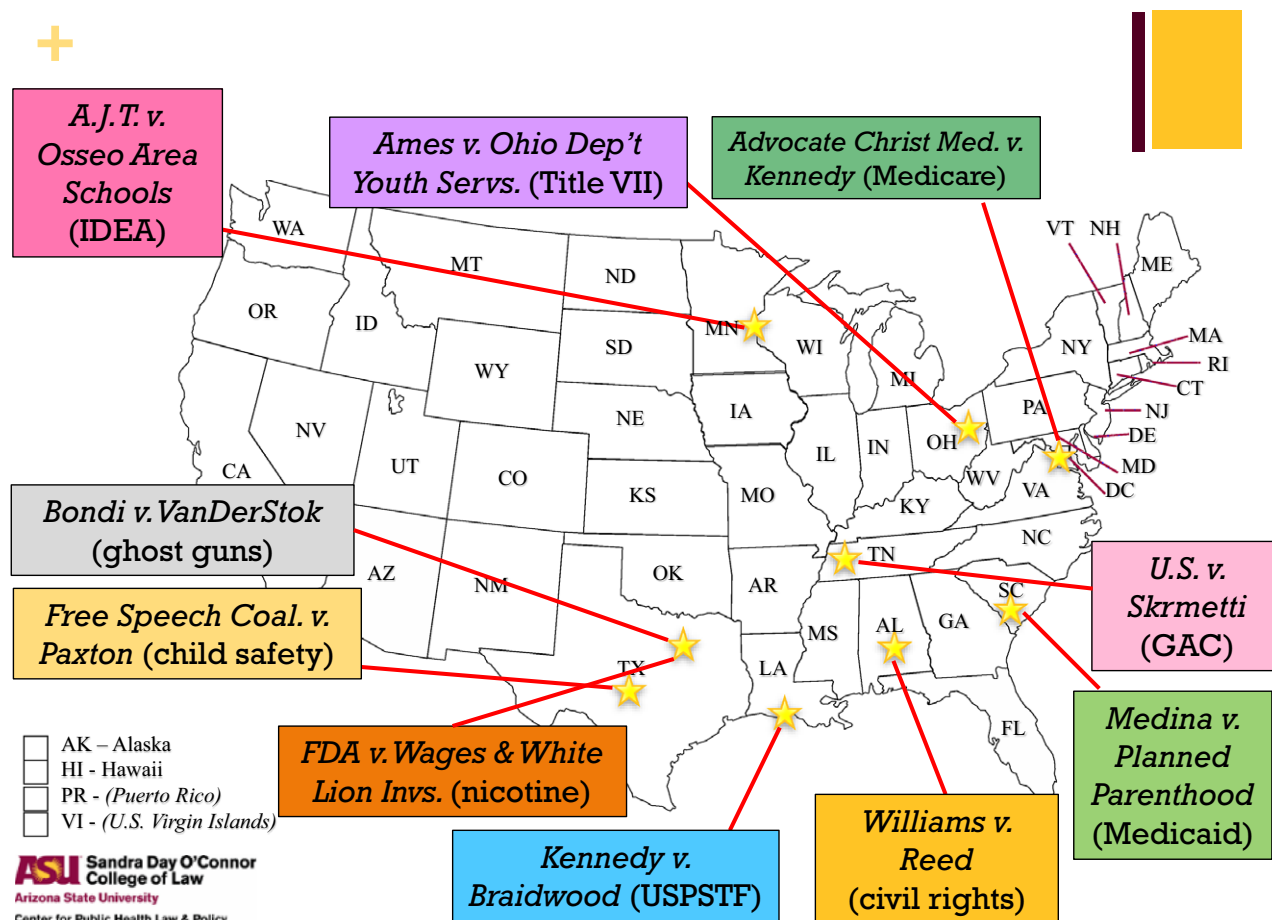 +
A.J.T. v.
Osseo Area
Schools
(IDEA)
Ames v. Ohio Dep't
Youth Servs. (Title VII)
Advocate Christ Med. v.
Kennedy (Medicare)
WA
MT
ND
MN
VT
NH
ME
OR
ID
SD
WI
MI
NY
MA
RI
WY
CT
NV
NE
IA
PA
NJ
UT
CO
IL
IN
OH
DE
CA
KS
MO
WV
VA
MD
DC
KY
Bondi v. VanDerStok
(ghost guns)
NC
TN
AZ
NM
OK
AR
SC
U.S. v.
Skrmetti
(GAC)
Free Speech Coal. v.
Paxton (child safety)
TX
LA
MS
AL
GA
FL
Medina v.
Planned
Parenthood
(Medicaid)
FDA v. Wages & White
Lion Invs. (nicotine)
AK – Alaska
HI - Hawaii
PR - (Puerto Rico)
VI - (U.S. Virgin Islands)
Kennedy v.
Braidwood (USPSTF)
Williams v.
Reed
(civil rights)
ASU Sandra Day O'Connor
College of Law
Arizona State University
Center for Public Health Law & Policy